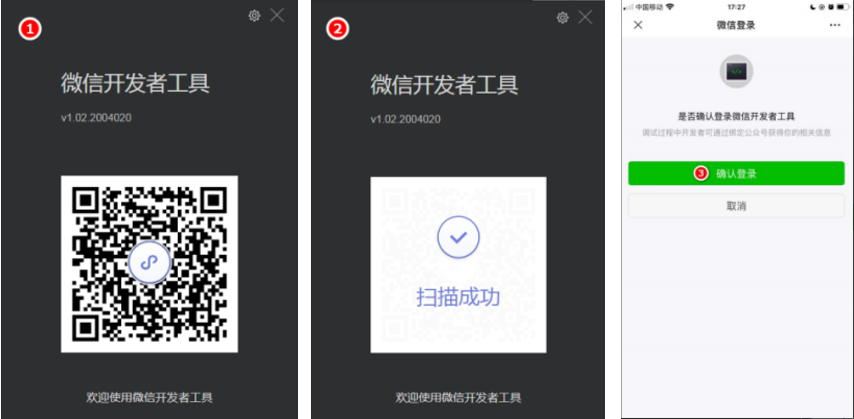 1
微信开发者工具
v1.02.2004020
欢迎使用微信开发者工具
2
微信开发者工具
v1.02.2004020
扫描成功
欢迎使用微信开发者工具
中国移动
17:27
微信登录
是否确认登录微信开发者工具
调试过程中开发者可通过绑定公众号获得你的相关信息
3 确认登录
取消